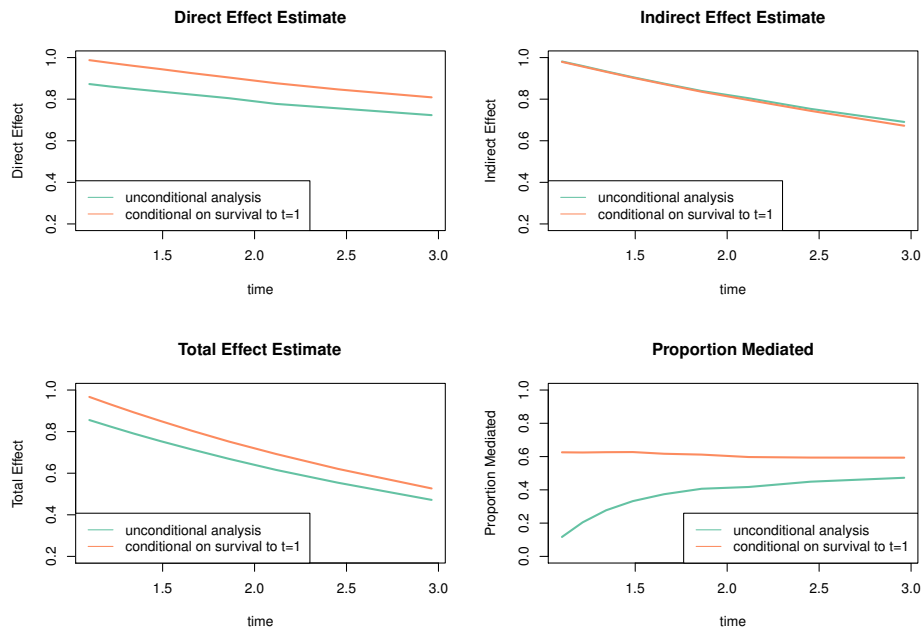 Direct Effect Estimate
Direct Effect
0.2 0.4 0.6 0.8 1.0
unconditional analysis
conditional on survival to t=1
1.5 2.0 2.5 3.0
time
Indirect Effect Estimate
Indirect Effect
0.2 0.4 0.6 0.8 1.0
unconditional analysis
conditional on survival to t=1
1.5 2.0 2.5 3.0
time
Total Effect Estimate
Total Effect
0.2 0.4 0.6 0.8 1.0
unconditional analysis
conditional on survival to t=1
1.5 2.0 2.5 3.0
time
Proportion Mediated
Proportion Mediated
0.0 0.2 0.4 0.6 0.8 1.0
unconditional analysis
conditional on survival to t=1
1.5 2.0 2.5 3.0
time